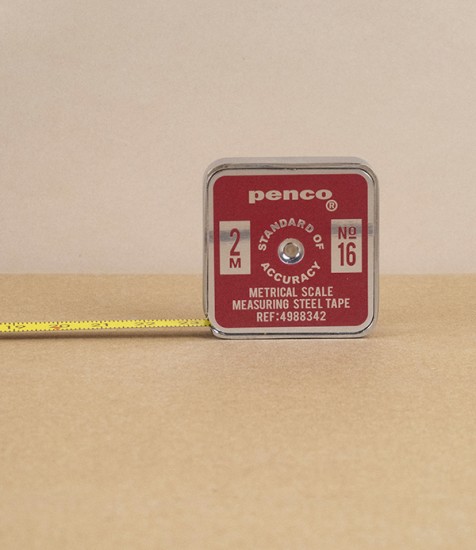 penco®
STANDARD OF
ACCURACY
2
M
Nº
16
METRICAL SCALE
MEASURING STEEL TAPE
REF:4988342